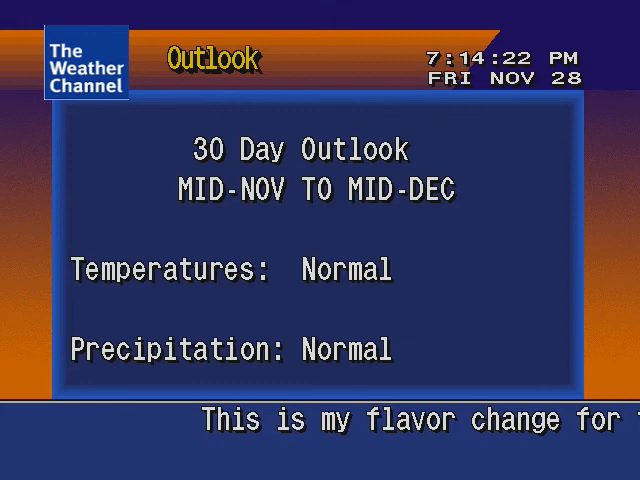 The
Weather
Channel
Outlook
7:14:22 PM
FRI NOV 28
30 Day Outlook
MID-NOV TO MID-DEC
Temperatures: Normal
Precipitation: Normal
This is my flavor change for